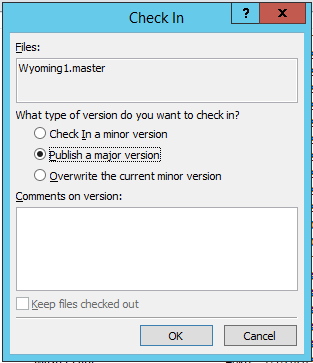 Check In
?
Files:
Wyoming1.master
What type of version do you want to check in?
Check In a minor version
Publish a major version
Overwrite the current minor version
Comments on version:
Keep files checked out
OK Cancel